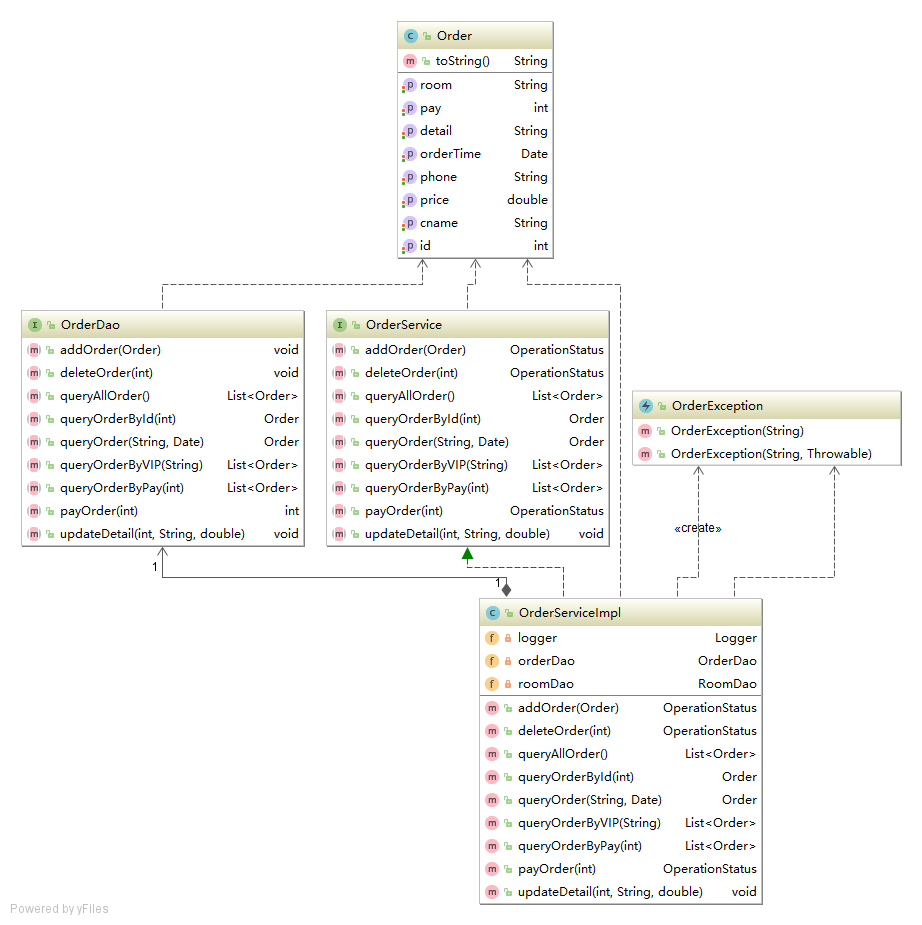 C Order
m toString() String
p room String
p pay int
p detail String
p orderTime Date
p phone String
p price double
p cname String
p id int
I OrderDao
m addOrder(Order) void
m deleteOrder(int) void
m queryAllOrder() List<Order>
m queryOrderById(int) Order
m queryOrder(String, Date) Order
m queryOrderByVIP(String) List<Order>
m queryOrderByPay(int) List<Order>
m payOrder(int) int
m updateDetail(int, String, double) void
I OrderService
m addOrder(Order) OperationStatus
m deleteOrder(int) OperationStatus
m queryAllOrder() List<Order>
m queryOrderById(int) Order
m queryOrder(String, Date) Order
m queryOrderByVIP(String) List<Order>
m queryOrderByPay(int) List<Order>
m payOrder(int) OperationStatus
m updateDetail(int, String, double) void
OrderException
m OrderException(String)
m OrderException(String, Throwable)
«create»
1
1
C OrderServiceImpl
f logger Logger
f orderDao OrderDao
f roomDao RoomDao
m addOrder(Order) OperationStatus
m deleteOrder(int) OperationStatus
m queryAllOrder() List<Order>
m queryOrderById(int) Order
m queryOrder(String, Date) Order
m queryOrderByVIP(String) List<Order>
m queryOrderByPay(int) List<Order>
m payOrder(int) OperationStatus
m updateDetail(int, String, double) void
Powered by yFiles